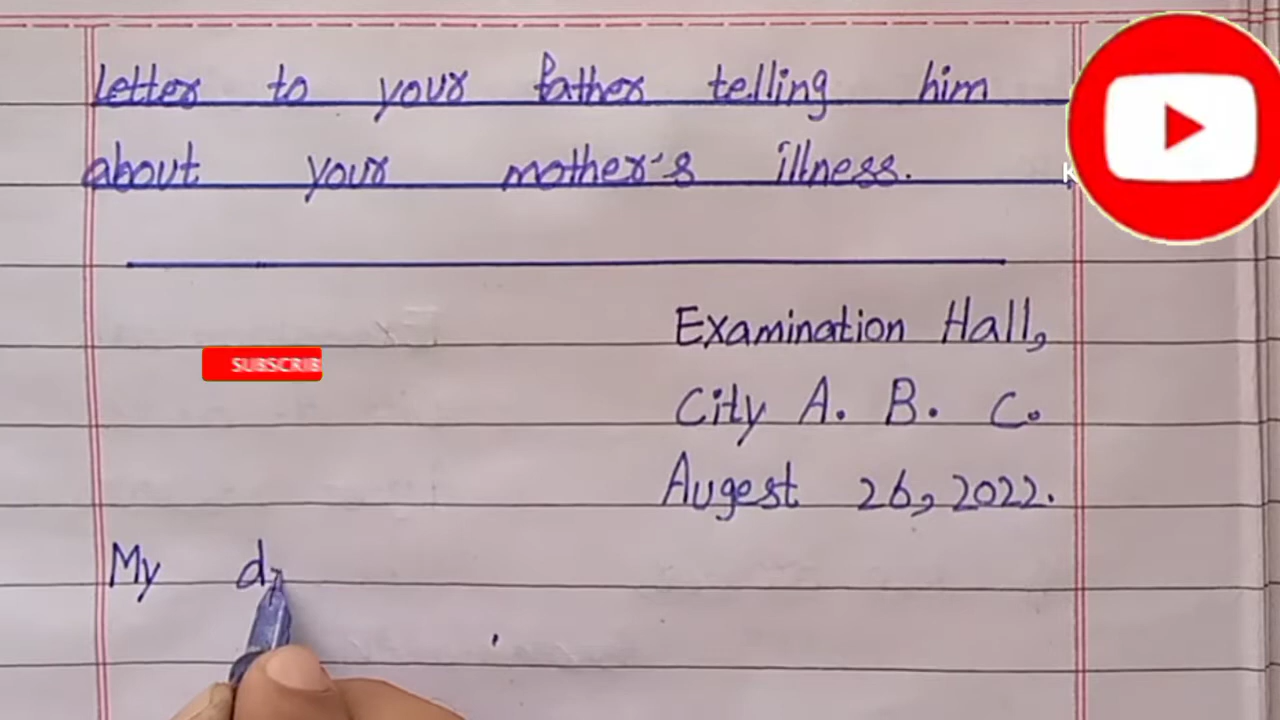 letter to your father telling him
about your mother's illness.
Examination Hall,
SUBSCRIB
City A. B. C.
Augest 26, 2022.
My d